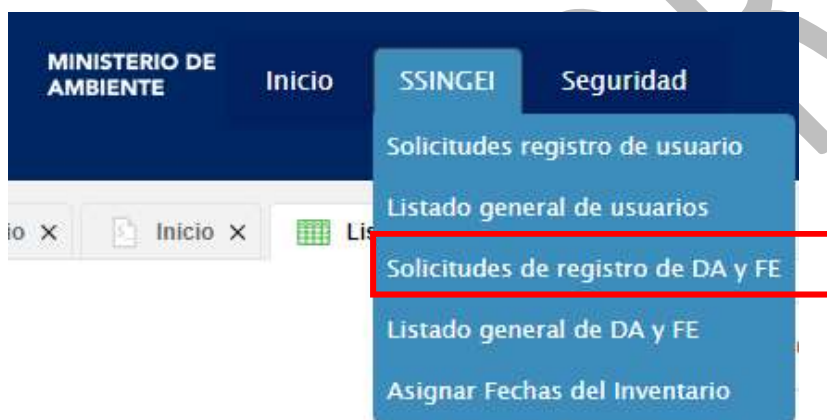 MINISTERIO DE
AMBIENTE
Inicio
SSINGEI
Seguridad
Solicitudes registro de usuario
Listado general de usuarios
io X
Inicio X
Lis
Solicitudes de registro de DA y FE
Listado general de DA y FE
Asignar Fechas del Inventario